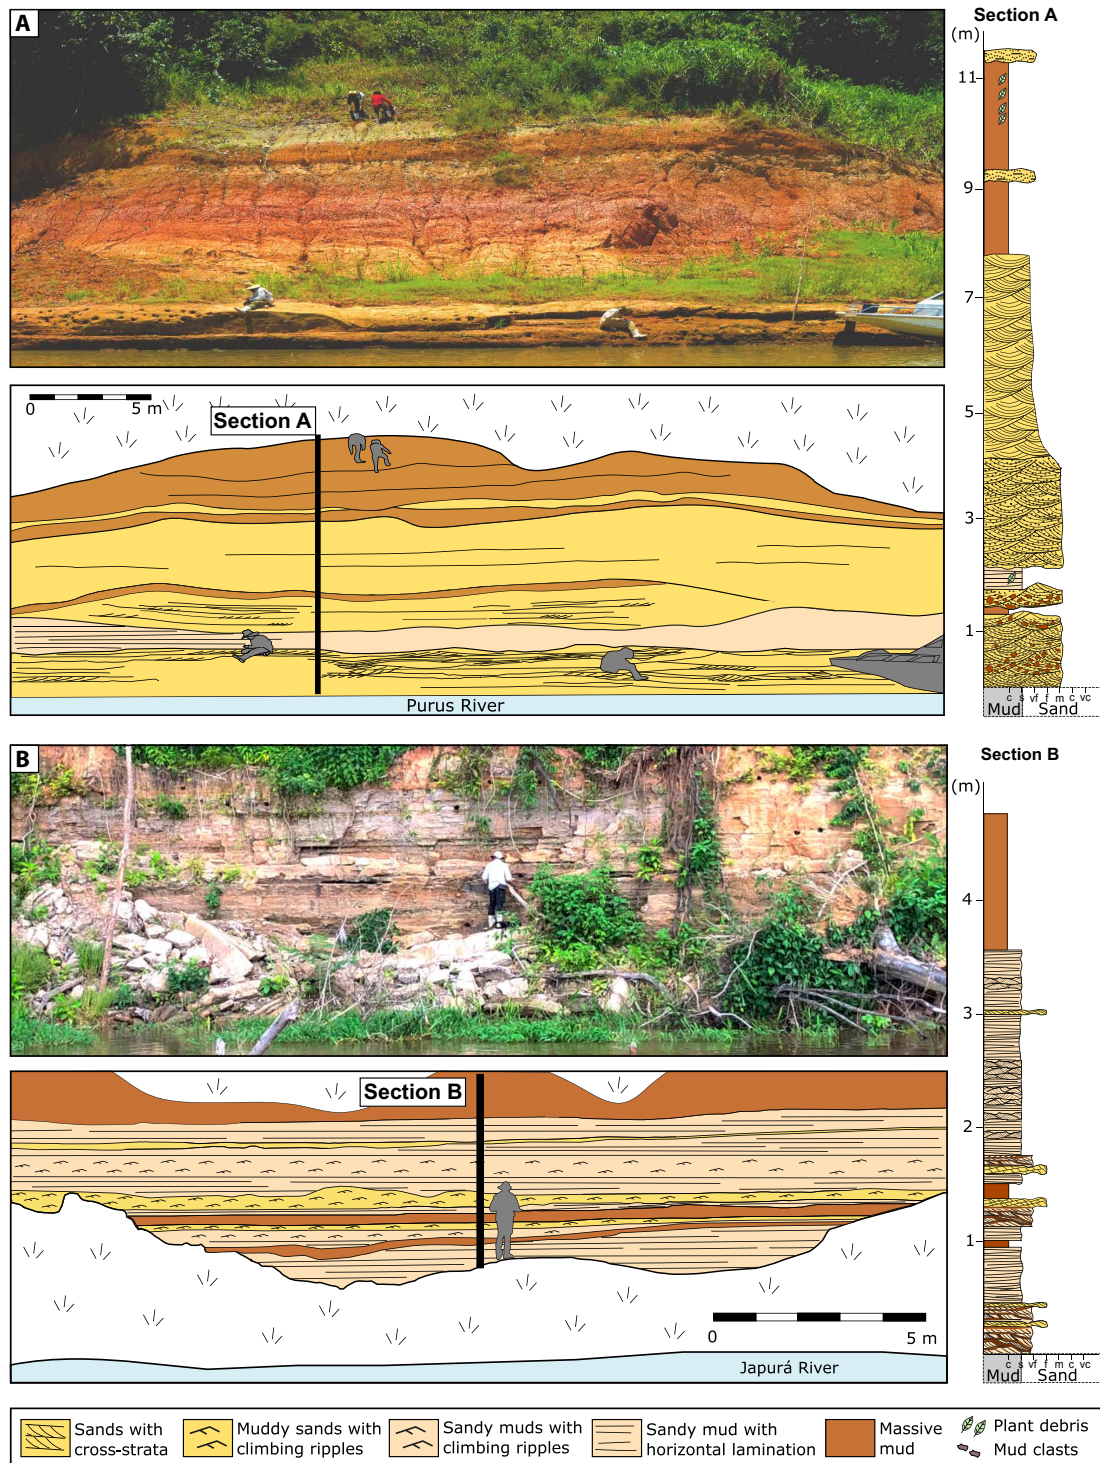 A
Section A
(m)
11
9
7
5
3
1
c s vf f m c vc
Mud Sand
0 5 m
Section A
Purus River
B
Section B
(m)
4
3
2
1
c s vf f m c vc
Mud Sand
Section B
0 5 m
Japurá River
Sands with
cross-strata
Muddy sands with
climbing ripples
Sandy muds with
climbing ripples
Sandy mud with
horizontal lamination
Massive
mud
Plant debris
Mud clasts